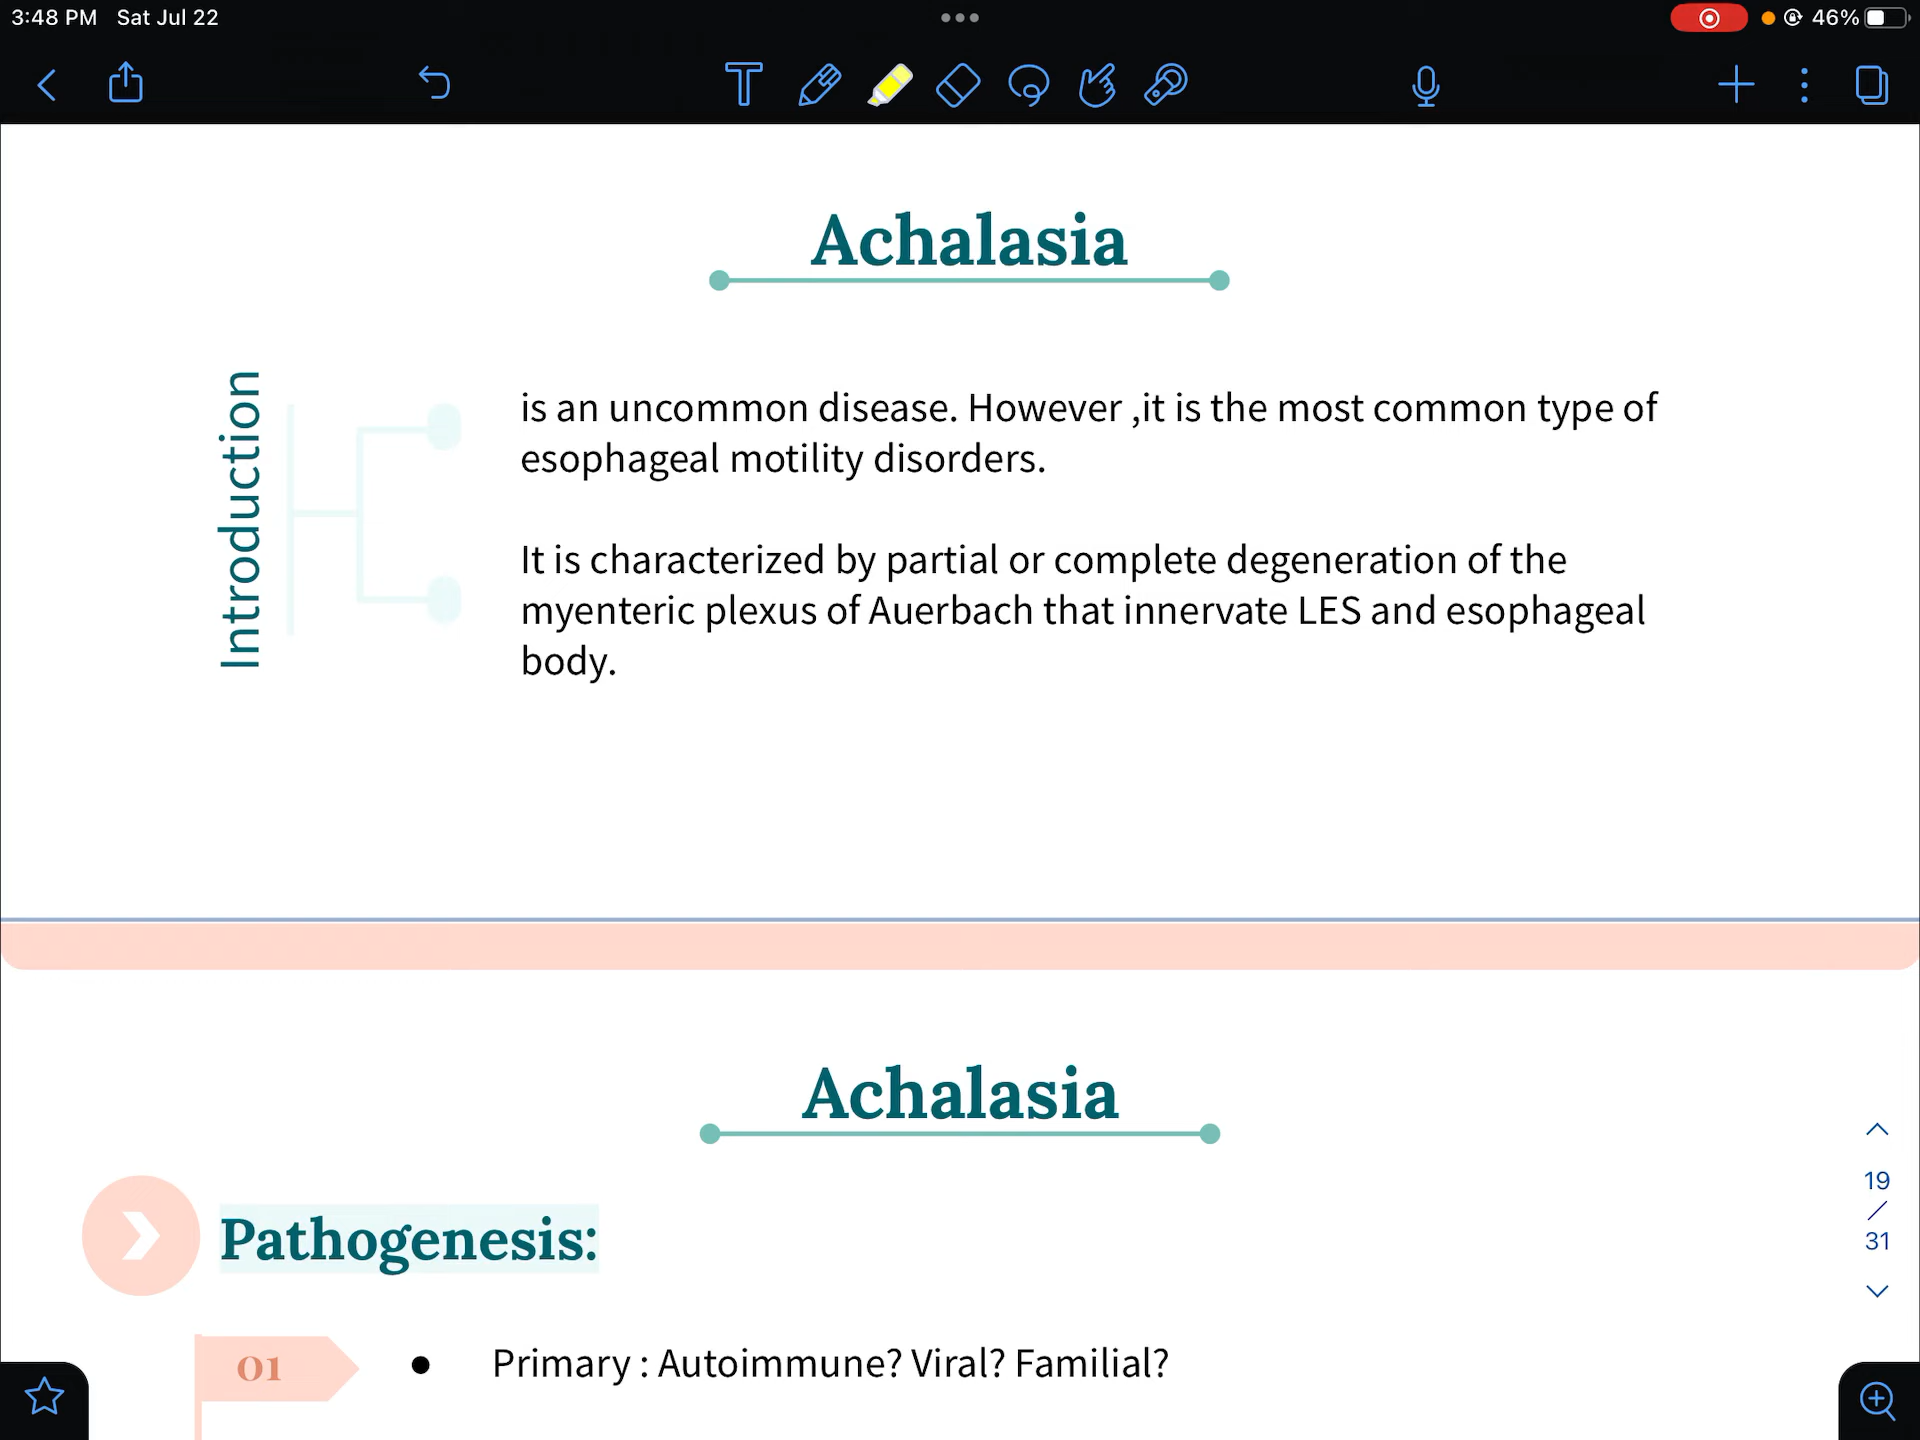 3:48 PM Sat Jul 22
46%
Achalasia
Introduction
is an uncommon disease. However ,it is the most common type of
esophageal motility disorders.
It is characterized by partial or complete degeneration of the
myenteric plexus of Auerbach that innervate LES and esophageal
body.
Achalasia
Pathogenesis:
01
● Primary : Autoimmune? Viral? Familial?
19
/
31